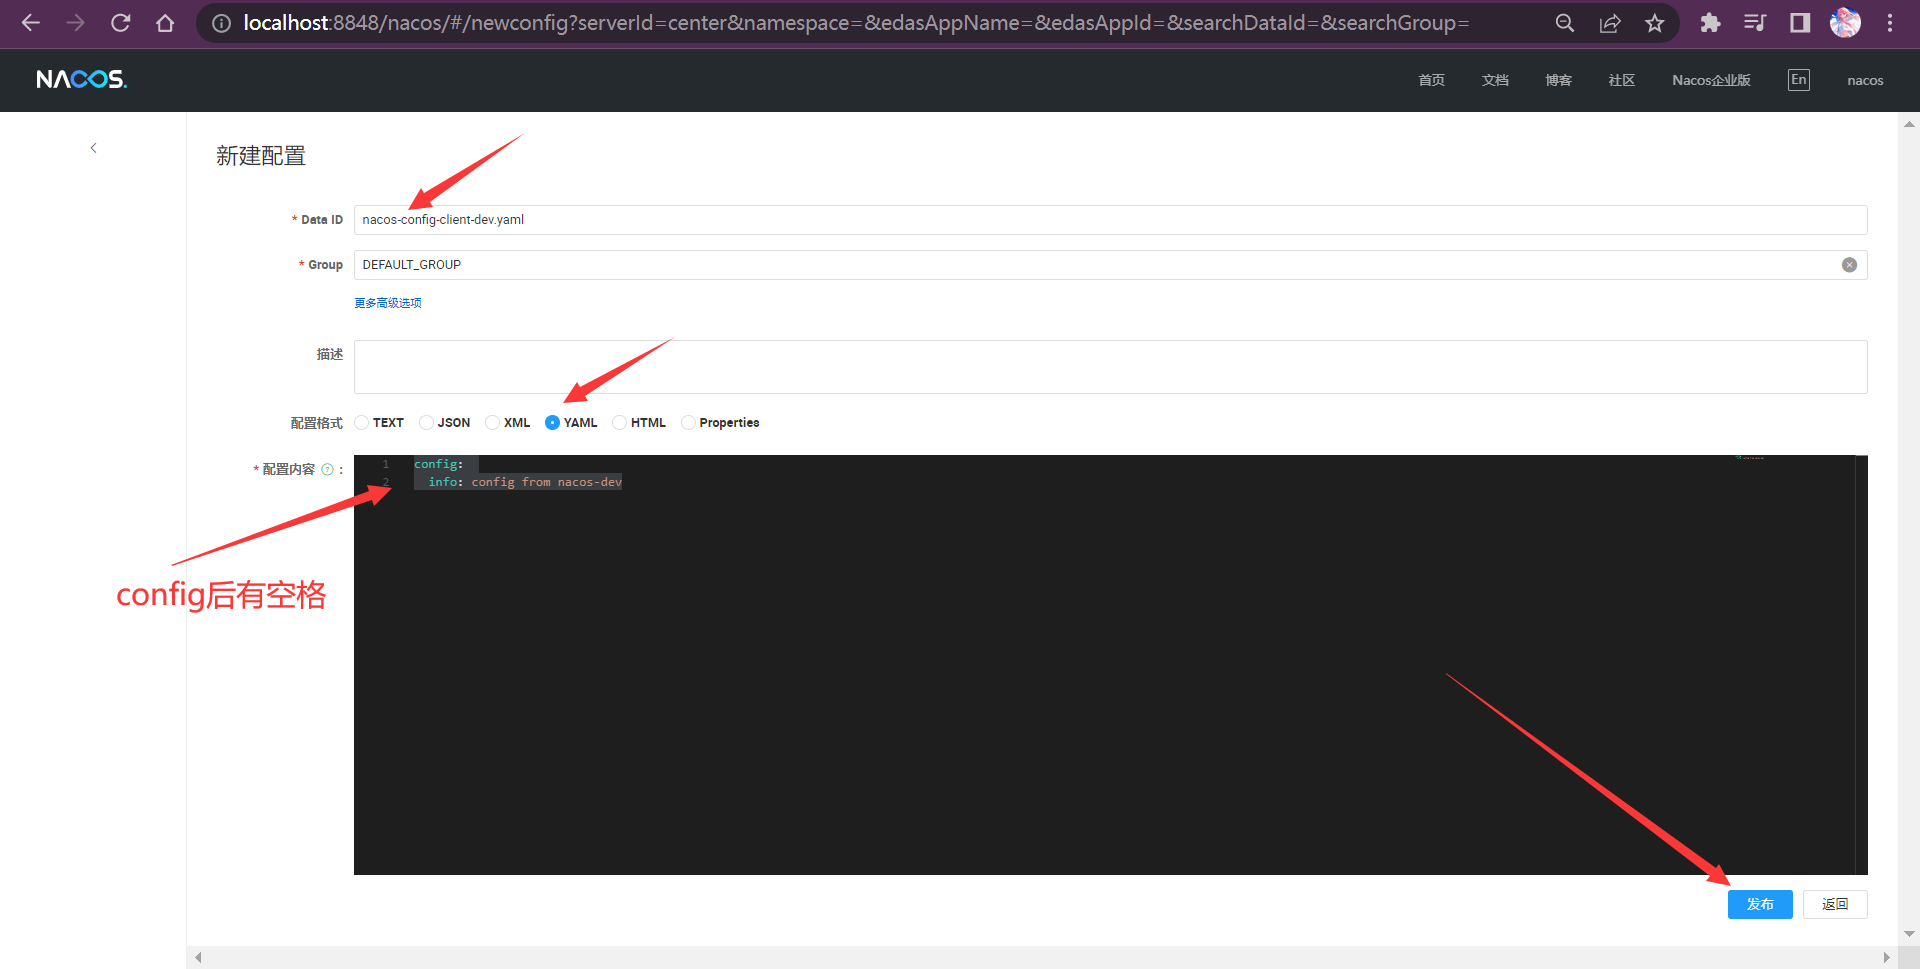 localhost:8848/nacos/#/newconfig?serverId=center&namespace=&edasAppName=&edasAppId=&searchDataId=&searchGroup=
NACOS.
首页 文档 博客 社区 Nacos企业版 En nacos
新建配置
* Data ID nacos-config-client-dev.yaml
* Group DEFAULT_GROUP
更多高级选项
描述
配置格式 TEXT JSON XML YAML HTML Properties
* 配置内容 ? :
1 config:
2 info: config from nacos-dev
config后有空格
发布 返回